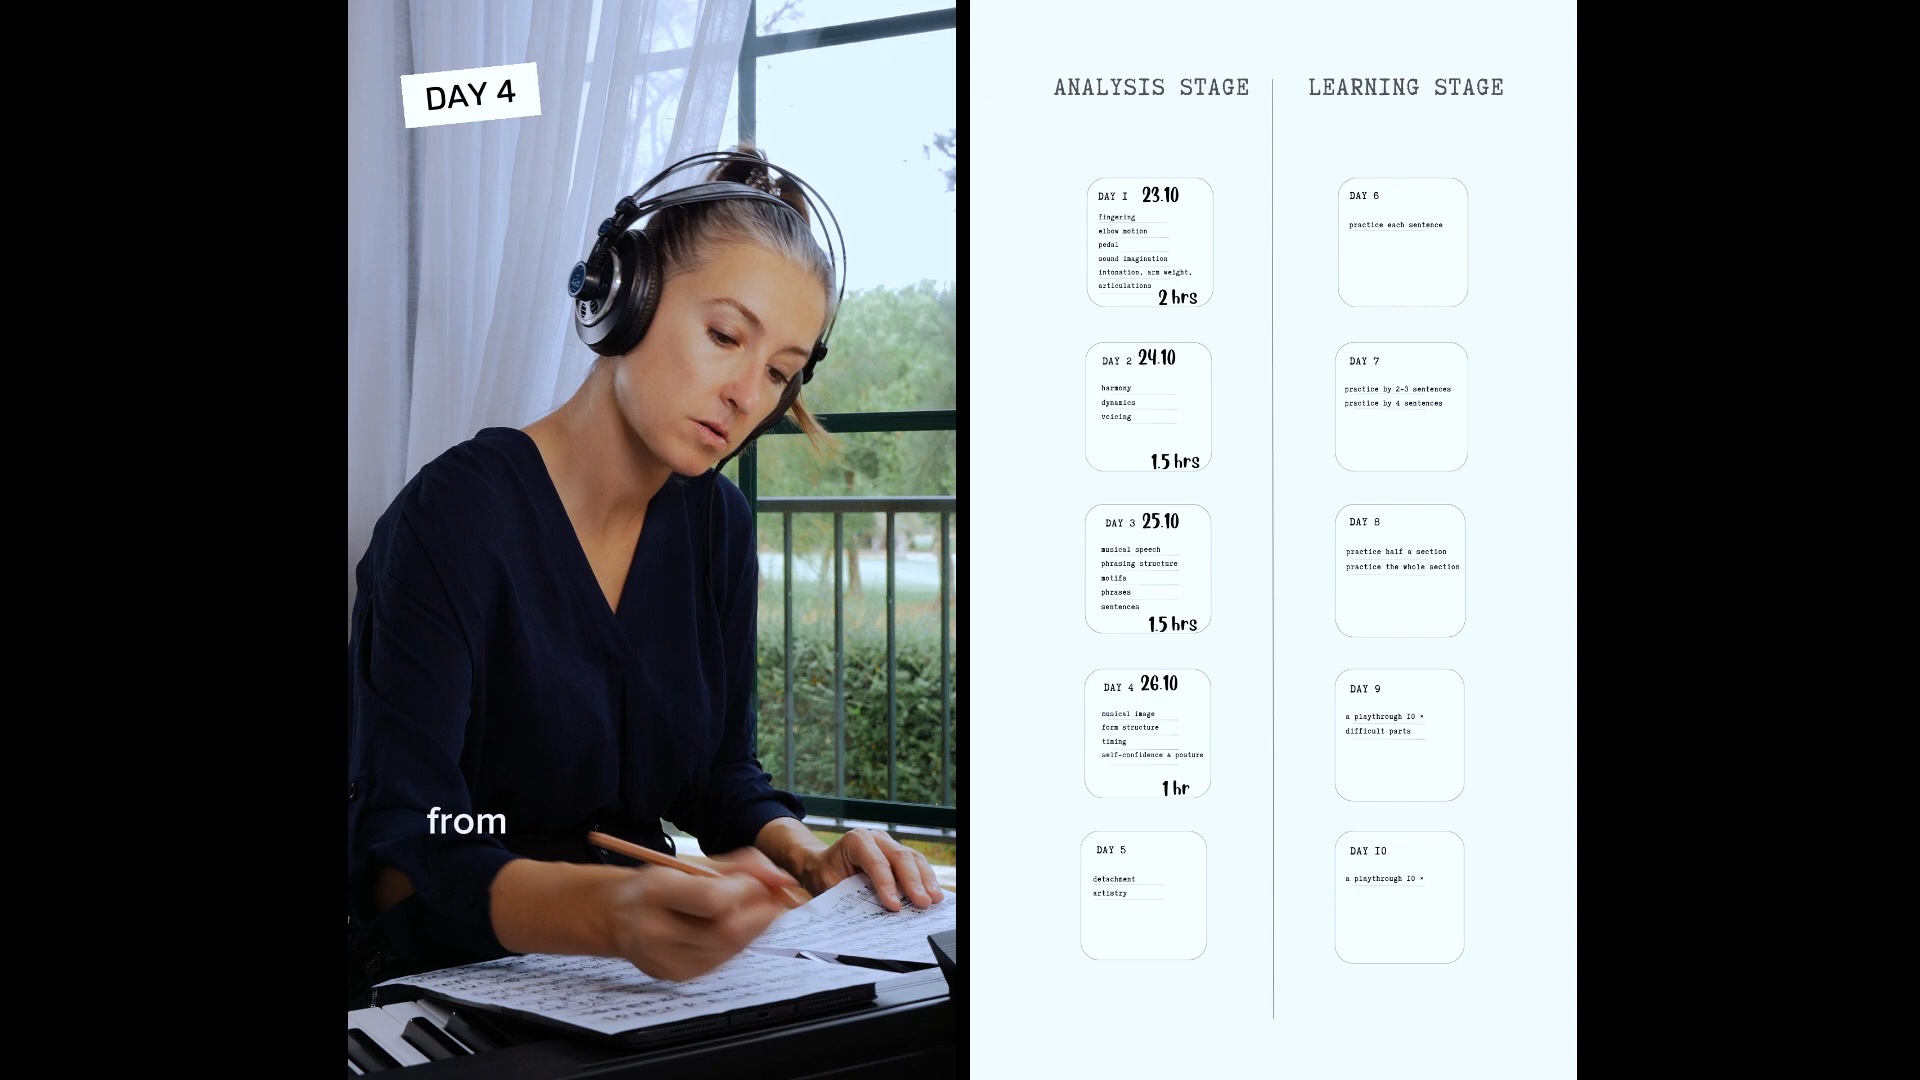 DAY 4
from
ANALYSIS STAGE
DAY 1 23.10
fingering
elbow motion
pedal
sound imagination
intonation, arm weight,
articulations
2 hrs
DAY 2 24.10
harmony
dynamics
voicing
1.5 hrs
DAY 3 25.10
musical speech
phrasing structure
motifs
phrases
sentences
1.5 hrs
DAY 4 26.10
musical image
form structure
timing
self-confidence & posture
1 hr
DAY 5
detachment
artistry
LEARNING STAGE
DAY 6
practice each sentence
DAY 7
practice by 2-3 sentences
practice by 4 sentences
DAY 8
practice half a section
practice the whole section
DAY 9
a playthrough 10 *
difficult parts
DAY 10
a playthrough 10 *